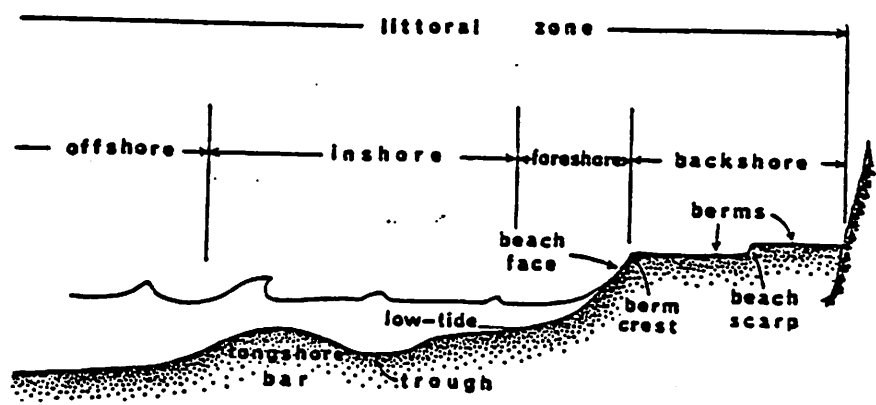 littoral zone
offshore
inshore
foreshore
backshore
berms
beach
face
berm
crest
beach
scarp
low-tide
longshore
bar
trough